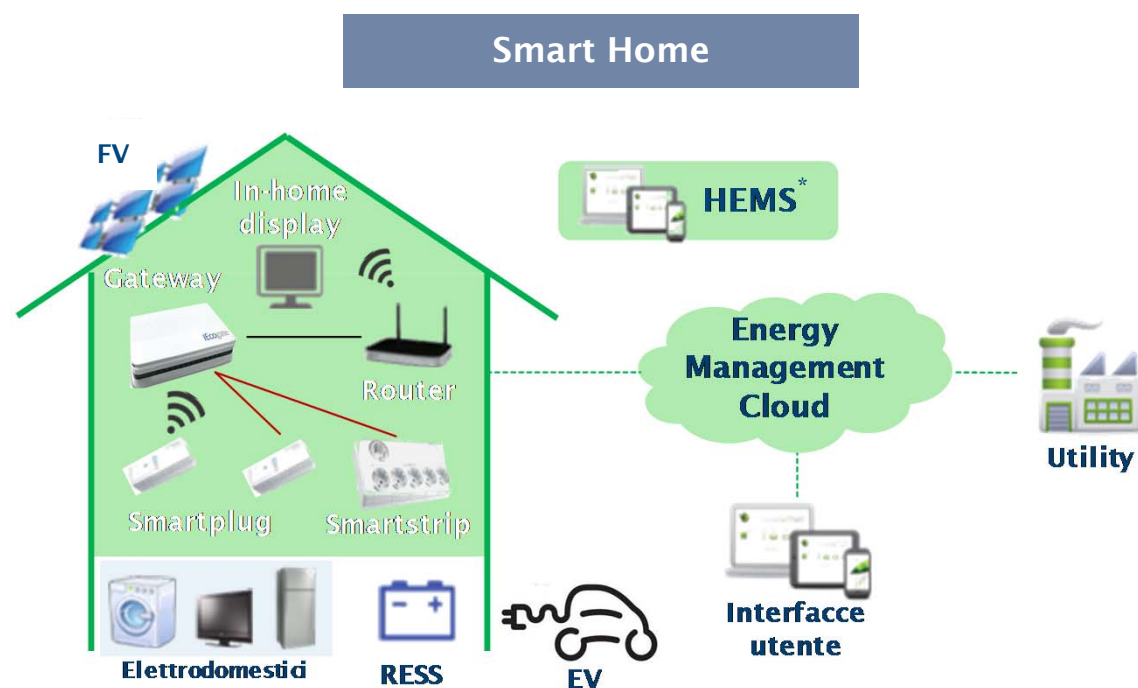 Smart Home
FV
In-home
display
HEMS*
Gateway
Energy
Management
Cloud
Router
Utility
Smartplug
Smartstrip
Interfacce
utente
Elettrodomestici
RESS
EV